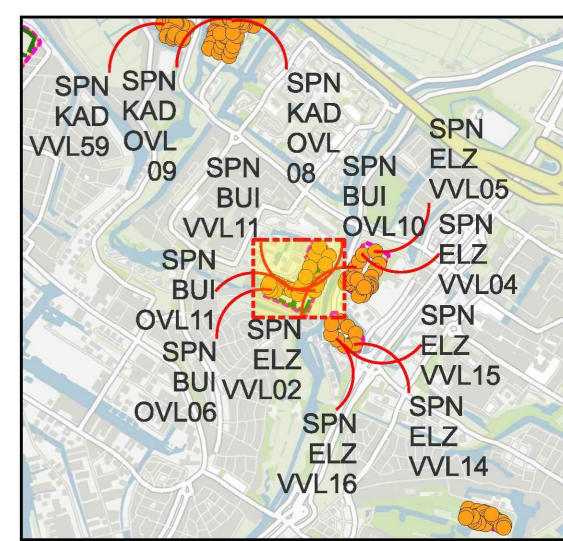 SPN
KAD
VVL59
SPN
KAD
OVL
09
SPN
KAD
OVL
08
SPN
BUI
VVL11
SPN
BUI
OVL10
SPN
ELZ
VVL05
SPN
ELZ
VVL04
SPN
BUI
OVL11
SPN
BUI
OVL06
SPN
ELZ
VVL02
SPN
ELZ
VVL15
SPN
ELZ
VVL14
SPN
ELZ
VVL16